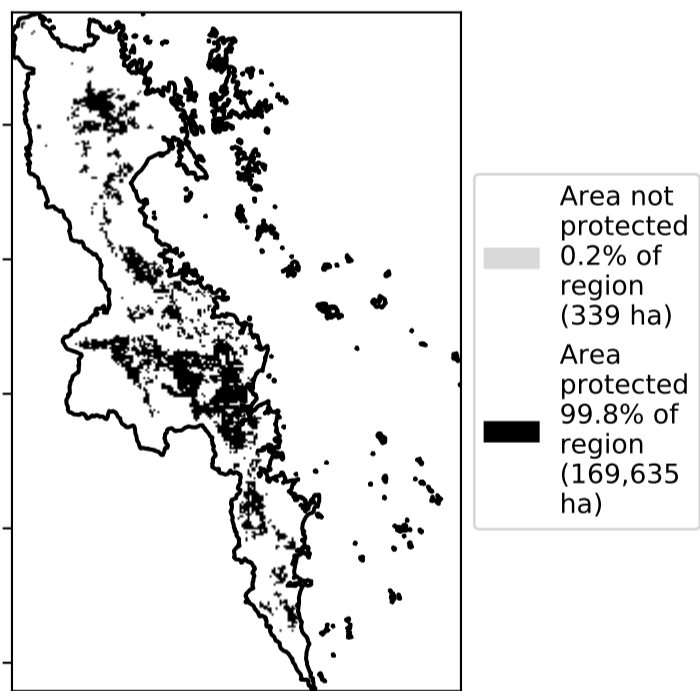 Area not
protected
0.2% of
region
(339 ha)
Area
protected
99.8% of
region
(169,635
ha)